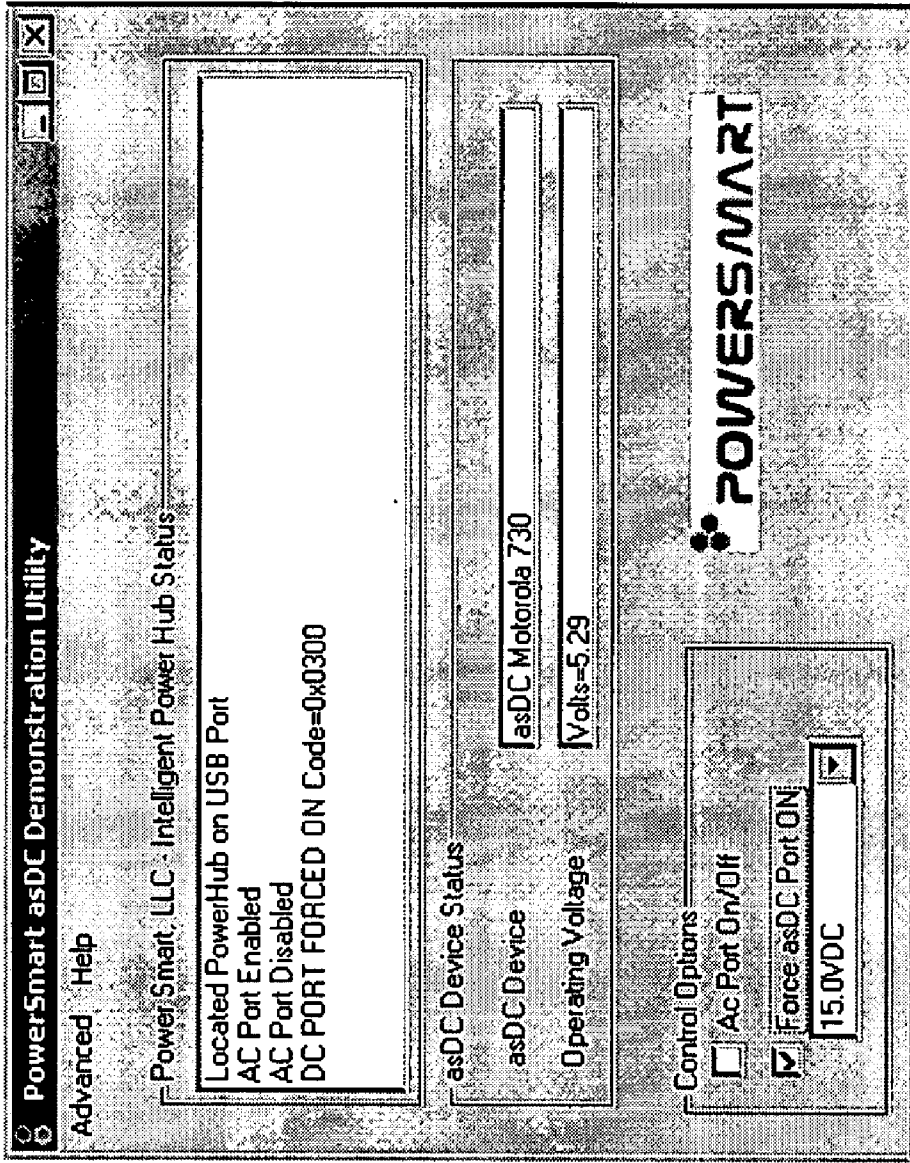 PowerSmart asDC Demonstration Utility
Advanced Help
Power Smart, LLC - Intelligent Power Hub Status
Located PowerHub on USB Port
AC Port Enabled
AC Port Disabled
DC PORT FORCED ON Code=0x0300
asDC Device Status
asDC Device
asDC Motorola 730
Operating Voltage
Volts=5.29
Control Options
Ac Port On/Off
Force asDC Port ON
15.0VDC
POWERSMART